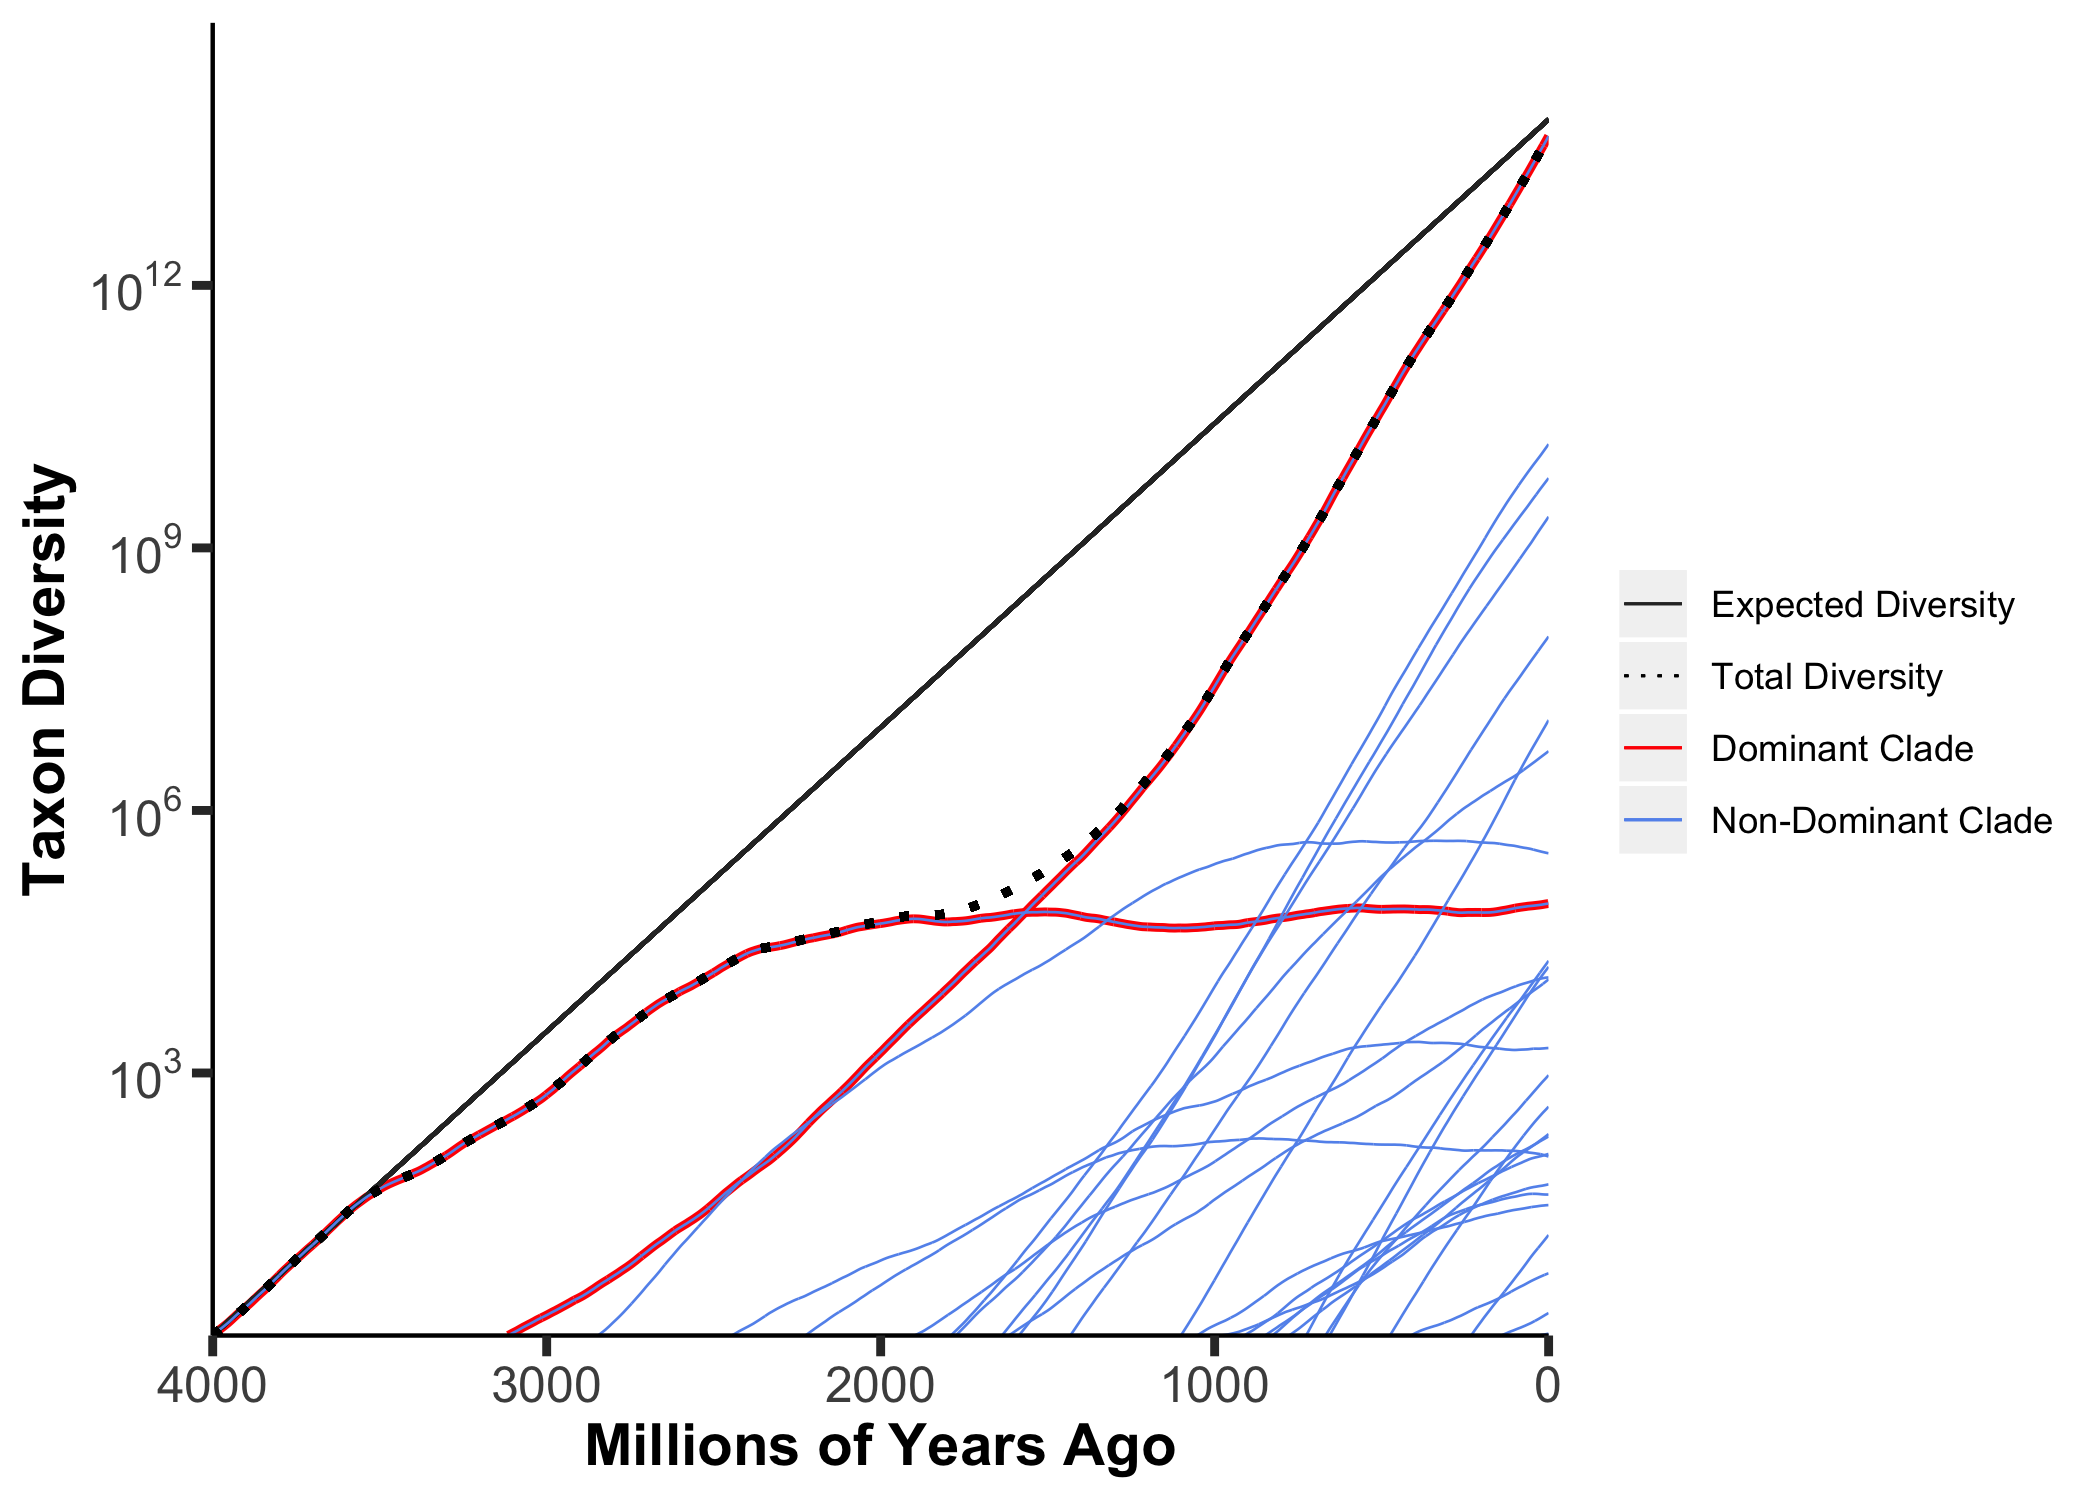 Taxon Diversity
10^12
10^9
10^6
10^3
4000 3000 2000 1000 0
Millions of Years Ago
Expected Diversity
Total Diversity
Dominant Clade
Non-Dominant Clade